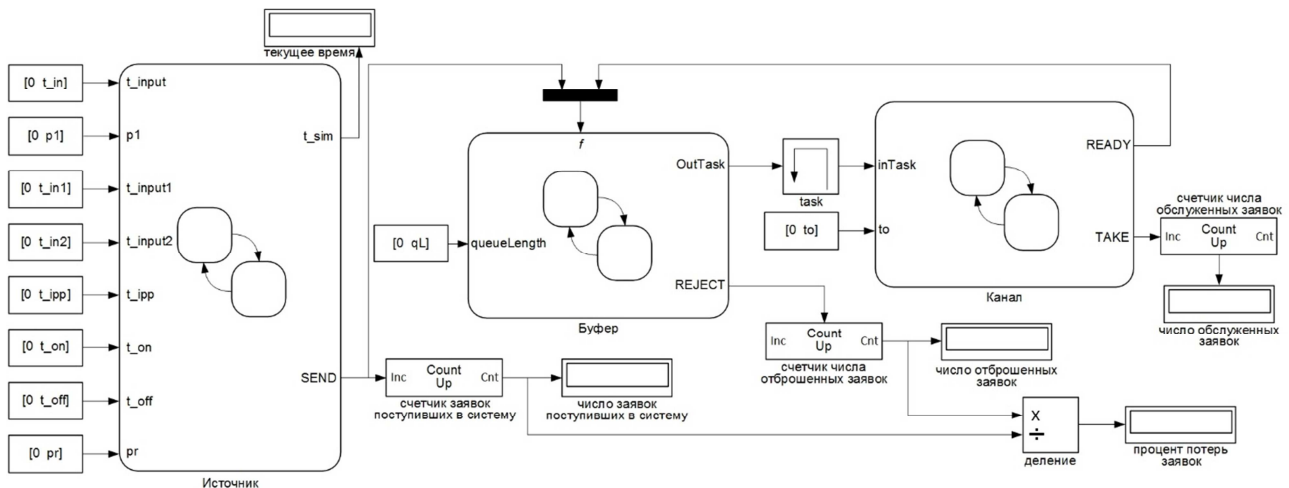 текущее время
[0 t_in]
t_input
[0 p1]
p1
[0 t_in1]
t_input1
[0 t_in2]
t_input2
[0 t_ipp]
t_ipp
[0 t_on]
t_on
[0 t_off]
t_off
[0 pr]
pr
t_sim
SEND
Источник
f
[0 qL]
queueLength
OutTask
REJECT
Буфер
task
[0 to]
inTask
to
READY
TAKE
Канал
счетчик числа
обслуженных заявок
Inc
Count
Up
Cnt
число обслуженных
заявок
Inc
Count
Up
Cnt
счетчик числа
отброшенных заявок
число отброшенных
заявок
Inc
Count
Up
Cnt
счетчик заявок
поступивших в систему
число заявок
поступивших в систему
X
÷
деление
процент потерь
заявок